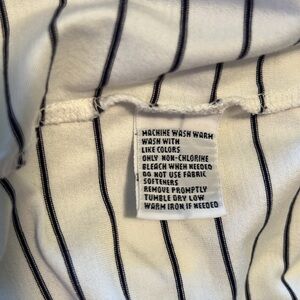 MACHINE WASH WARM
WASH WITH
LIKE COLORS
ONLY NON-CHLORINE
BLEACH WHEN NEEDED
DO NOT USE FABRIC
SOFTENERS
REMOVE PROMPTLY
TUMBLE DRY LOW
WARM IRON IF NEEDED